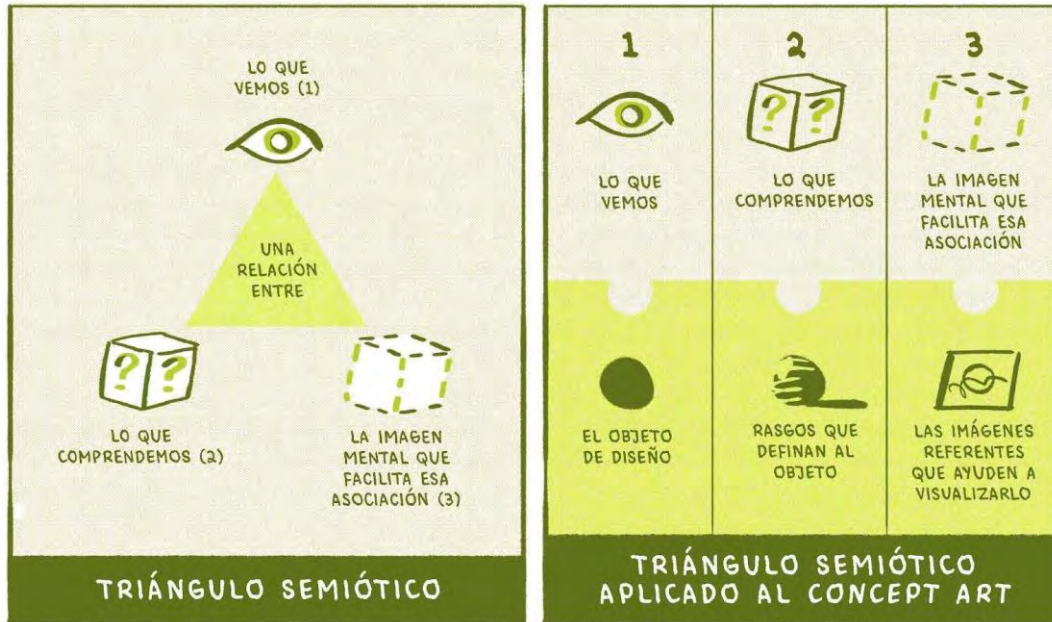 LO QUE
VEMOS (1)
UNA
RELACIÓN
ENTRE
? ?
LO QUE
COMPRENDEMOS (2)
LA IMAGEN
MENTAL QUE
FACILITA ESA
ASOCIACIÓN (3)
TRIÁNGULO SEMIÓTICO
1
LO QUE
VEMOS
2
? ?
LO QUE
COMPRENDEMOS
3
LA IMAGEN
MENTAL QUE
FACILITA ESA
ASOCIACIÓN
EL OBJETO
DE DISEÑO
RASGOS QUE
DEFINAN AL
OBJETO
LAS IMÁGENES
REFERENTES
QUE AYUDEN A
VISUALIZARLO
TRIÁNGULO SEMIÓTICO
APLICADO AL CONCEPT ART